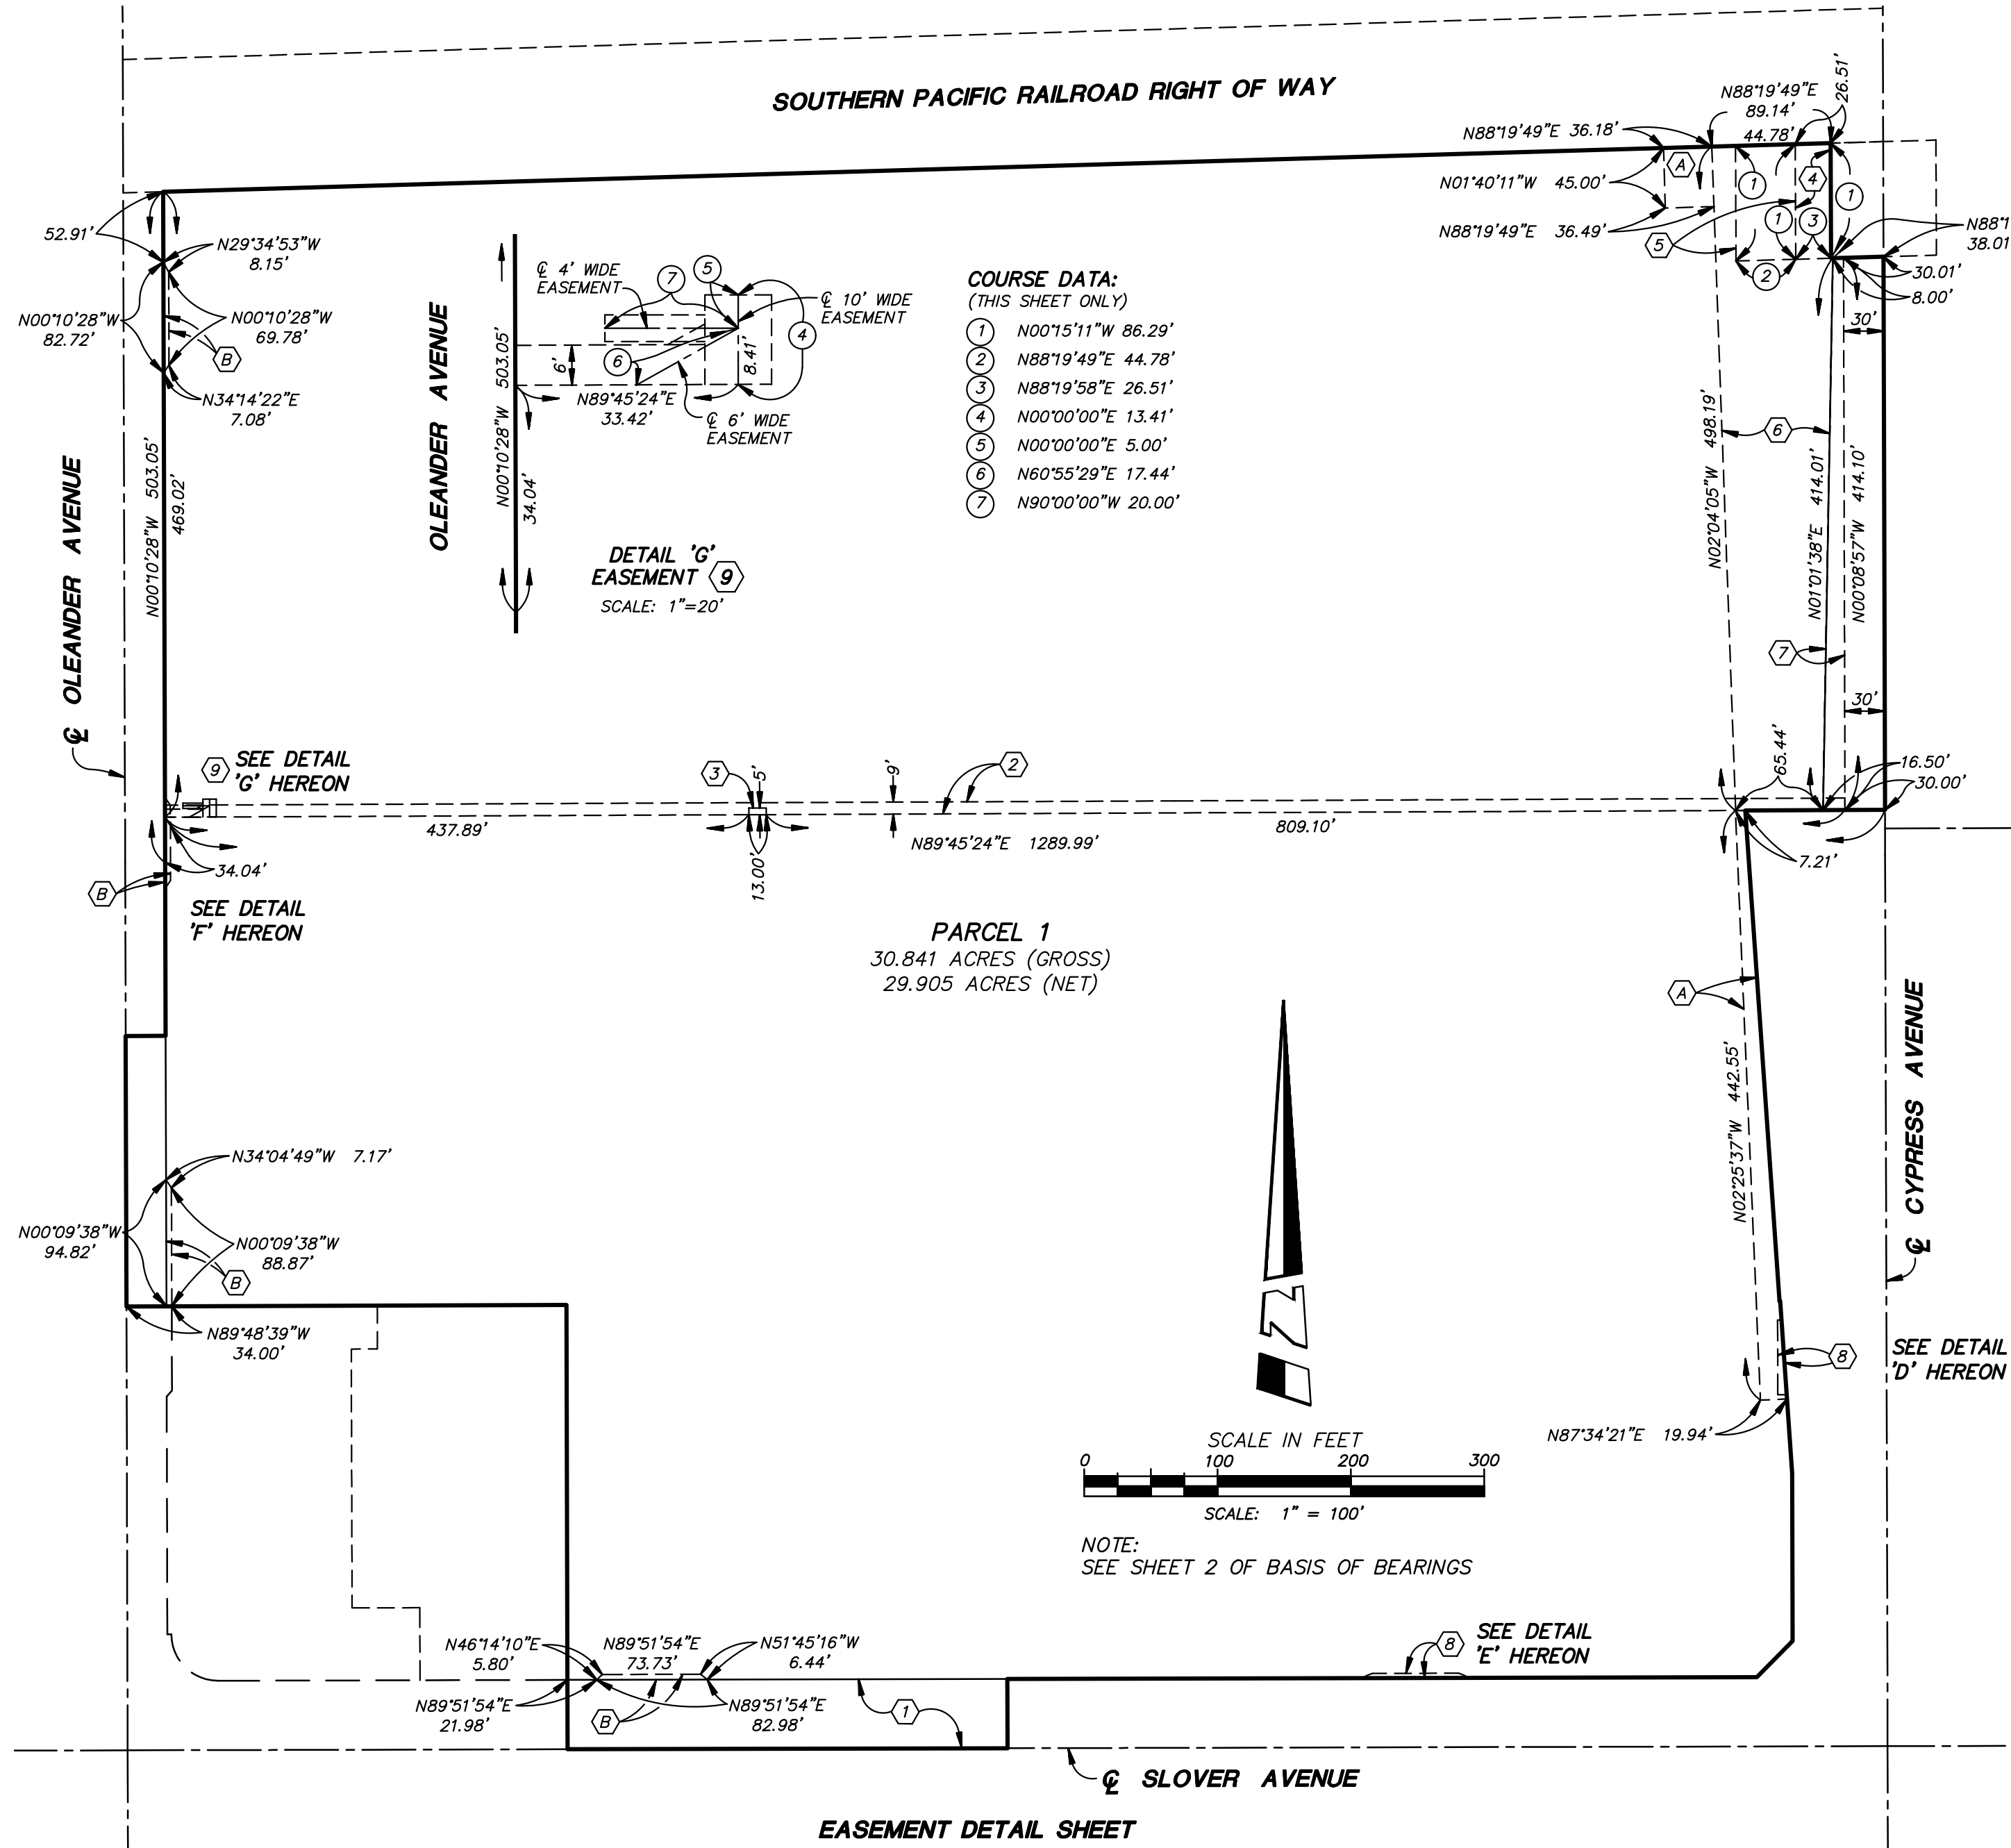 SOUTHERN PACIFIC RAILROAD RIGHT OF WAY
N88°19'49"E
89.14'
44.78'
26.51'
N88°19'49"E 36.18'
A
N01°40'11"W 45.00'
N88°19'49"E 36.49'
1
4
1
1
3
5
2
N88°1
38.01
30.01'
8.00'
30'
52.91'
N29°34'53"W
8.15'
N00°10'28"W
82.72'
N00°10'28"W
69.78'
B
N34°14'22"E
7.08'
N00°10'28"W 503.05'
469.02'
℄ OLEANDER AVENUE
OLEANDER AVENUE
N00°10'28"W 503.05'
34.04'
℄ 4' WIDE
EASEMENT
7
5
℄ 10' WIDE
EASEMENT
4
6
6'
8.41'
N89°45'24"E
33.42'
℄ 6' WIDE
EASEMENT
DETAIL 'G'
EASEMENT 9
SCALE: 1"=20'
COURSE DATA:
(THIS SHEET ONLY)
1 N00°15'11"W 86.29'
2 N88°19'49"E 44.78'
3 N88°19'58"E 26.51'
4 N00°00'00"E 13.41'
5 N00°00'00"E 5.00'
6 N60°55'29"E 17.44'
7 N90°00'00"W 20.00'
N02°04'05"W 498.19'
6
N01°01'38"E 414.01'
N00°08'57"W 414.10'
7
30'
65.44'
16.50'
30.00'
7.21'
9
SEE DETAIL
'G' HEREON
3
5'
9'
2
437.89'
13.00'
N89°45'24"E 1289.99'
809.10'
34.04'
B
SEE DETAIL
'F' HEREON
PARCEL 1
30.841 ACRES (GROSS)
29.905 ACRES (NET)
A
N02°25'37"W 442.55'
℄ CYPRESS AVENUE
N34°04'49"W 7.17'
N00°09'38"W
94.82'
N00°09'38"W
88.87'
B
N89°48'39"W
34.00'
N
8
SEE DETAIL
'D' HEREON
N87°34'21"E 19.94'
SCALE IN FEET
0 100 200 300
SCALE: 1" = 100'
NOTE:
SEE SHEET 2 OF BASIS OF BEARINGS
N46°14'10"E
5.80'
N89°51'54"E
73.73'
N51°45'16"W
6.44'
N89°51'54"E
21.98'
B
N89°51'54"E
82.98'
1
8
SEE DETAIL
'E' HEREON
℄ SLOVER AVENUE
EASEMENT DETAIL SHEET